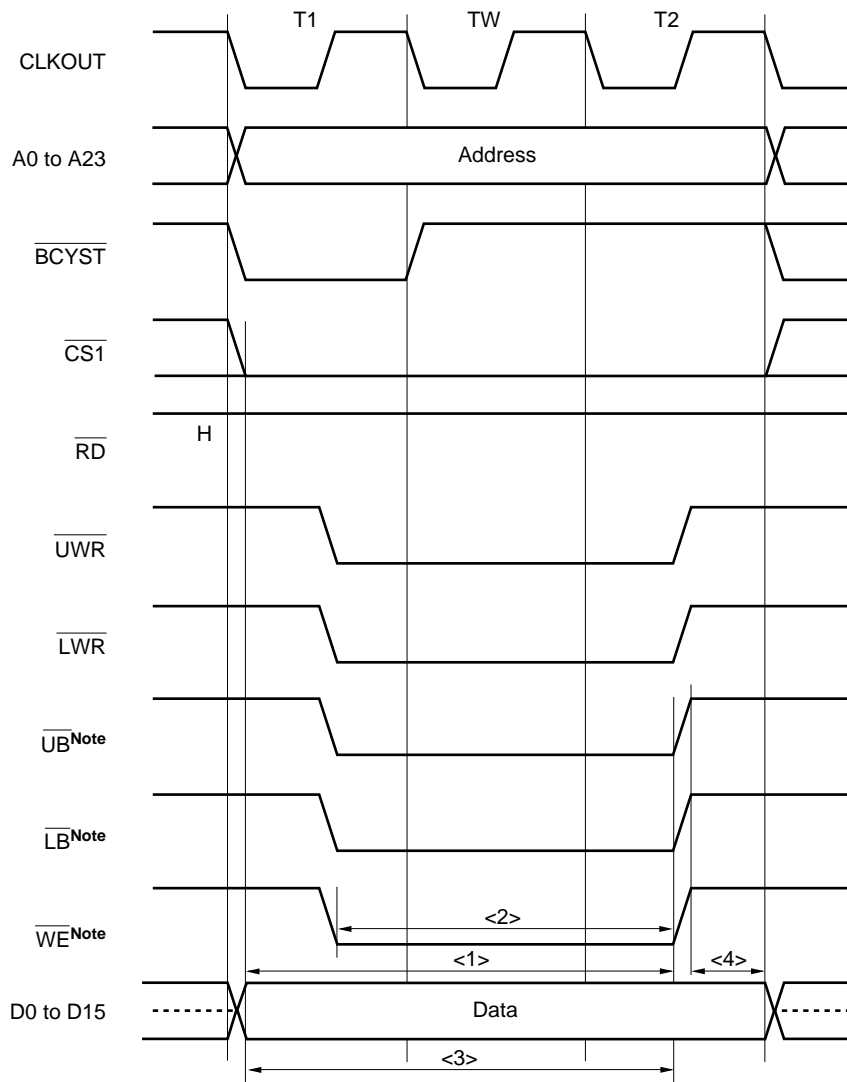 T1 TW T2
CLKOUT
A0 to A23 Address
BCYST
CS1
H
RD
UWR
LWR
UBNote
LBNote
<2>
WENote
<1> <4>
D0 to D15 Data
<3>